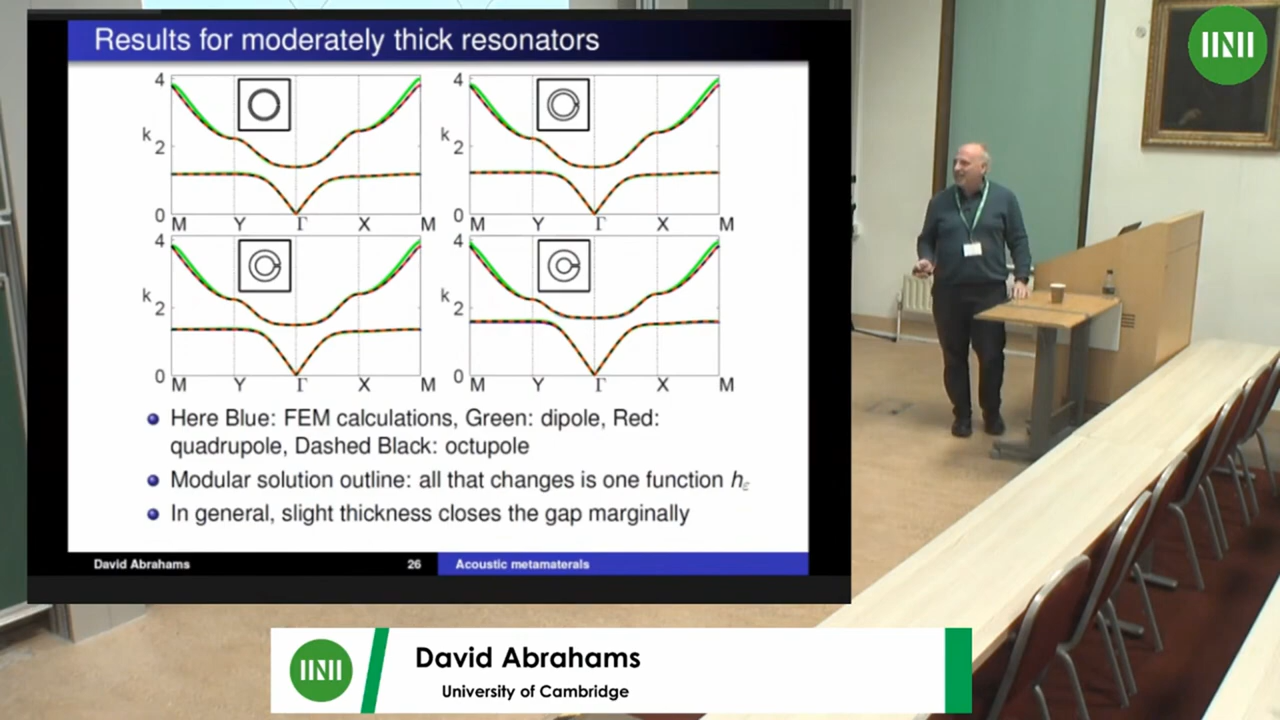 Results for moderately thick resonators
4
k
2
0
M Y Γ X M
4
k
2
0
M Y Γ X M
4
k
2
0
M Y Γ X M
4
k
2
0
M Y Γ X M
Here Blue: FEM calculations, Green: dipole, Red:
quadrupole, Dashed Black: octupole
Modular solution outline: all that changes is one function hε
In general, slight thickness closes the gap marginally
David Abrahams 26 Acoustic metamaterals
David Abrahams
University of Cambridge